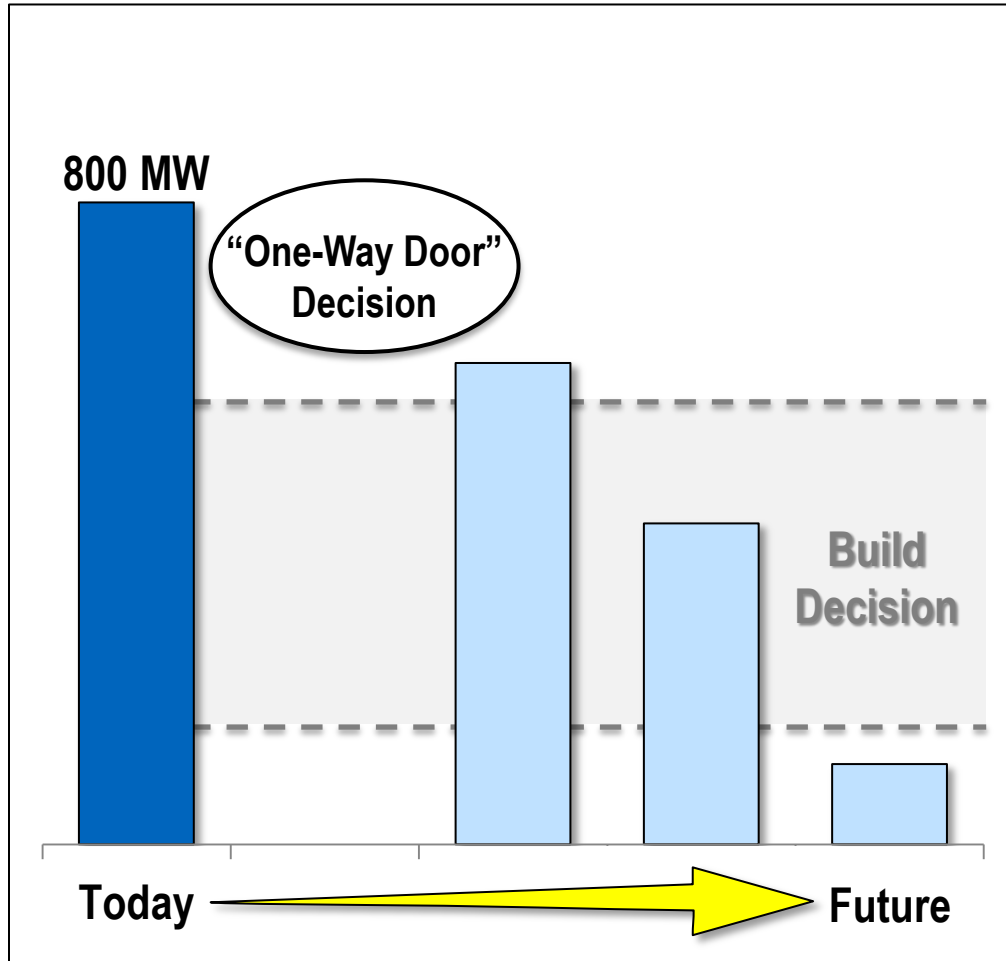 800 MW
“One-Way Door”
Decision
Build
Decision
Today
Future